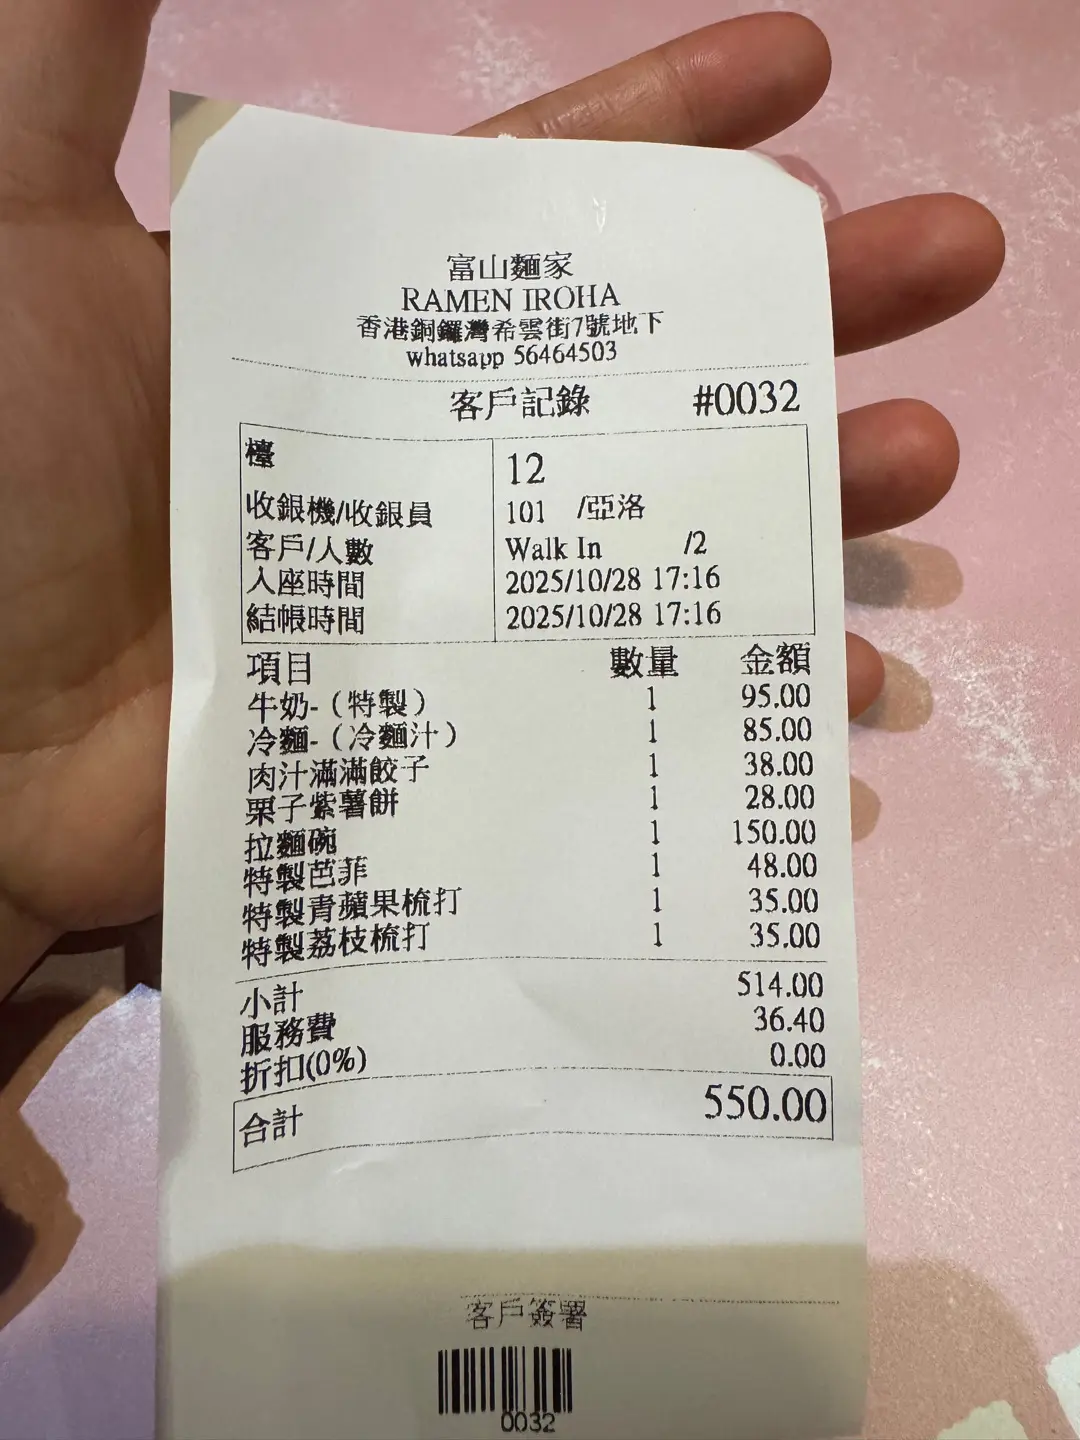 富山麵家
RAMEN IROHA
香港銅鑼灣希雲街7號地下
whatsapp 56464503
客戶記錄 #0032
檯 12
收銀機/收銀員 101 /亞洛
客戶/人數 Walk In /2
入座時間 2025/10/28 17:16
結帳時間 2025/10/28 17:16
項目 數量 金額
牛奶-（特製） 1 95.00
冷麵-（冷麵汁） 1 85.00
肉汁滿滿餃子 1 38.00
栗子紫薯餅 1 28.00
拉麵碗 1 150.00
特製芭菲 1 48.00
特製青蘋果梳打 1 35.00
特製荔枝梳打 1 35.00
小計 514.00
服務費 36.40
折扣(0%) 0.00
合計 550.00
客戶簽署
0032